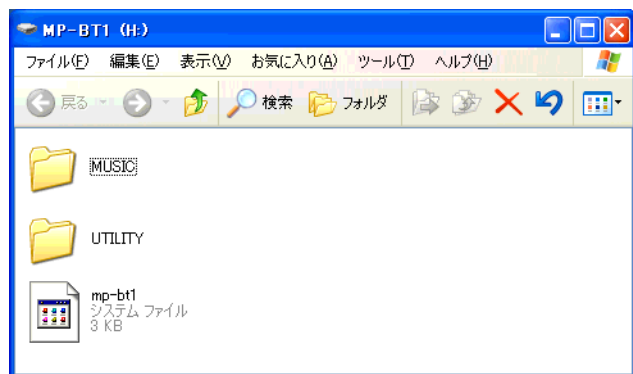 MP-BT1 (H:)
ファイル(F) 編集(E) 表示(V) お気に入り(A) ツール(T) ヘルプ(H)
戻る 検索 フォルダ
MUSIC
UTILITY
mp-bt1
システム ファイル
3 KB